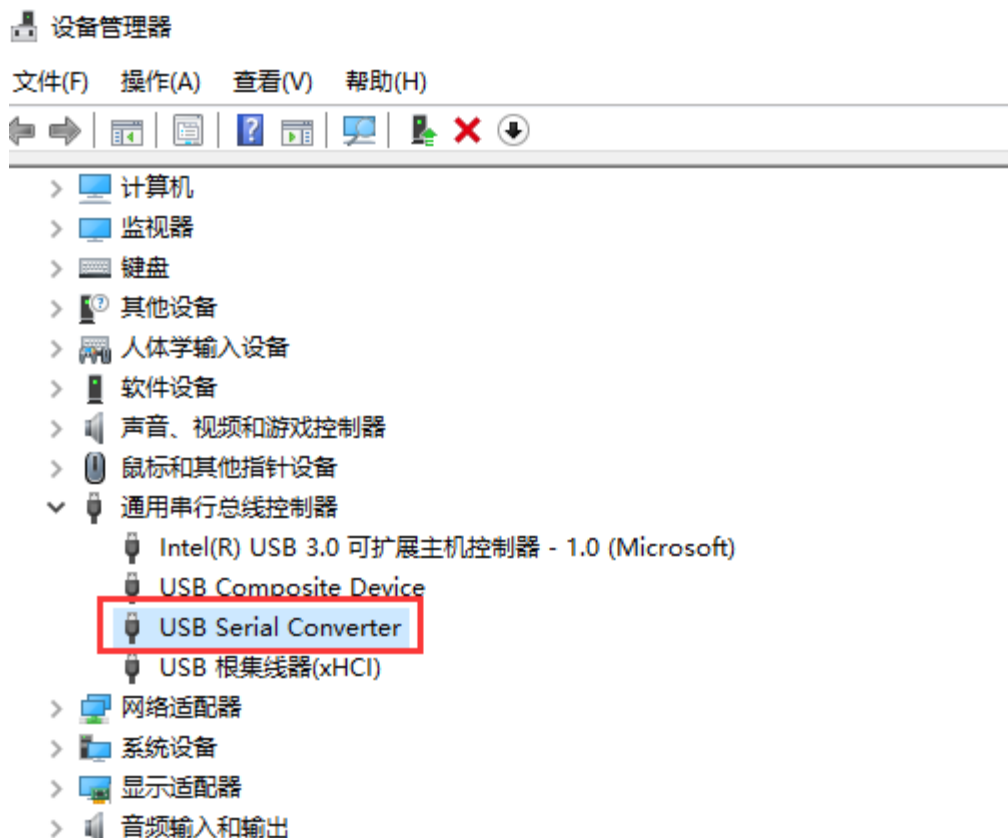 设备管理器
文件(F) 操作(A) 查看(V) 帮助(H)
计算机
监视器
键盘
其他设备
人体学输入设备
软件设备
声音、视频和游戏控制器
鼠标和其他指针设备
通用串行总线控制器
Intel(R) USB 3.0 可扩展主机控制器 - 1.0 (Microsoft)
USB Composite Device
USB Serial Converter
USB 根集线器(xHCI)
网络适配器
系统设备
显示适配器
音频输入和输出